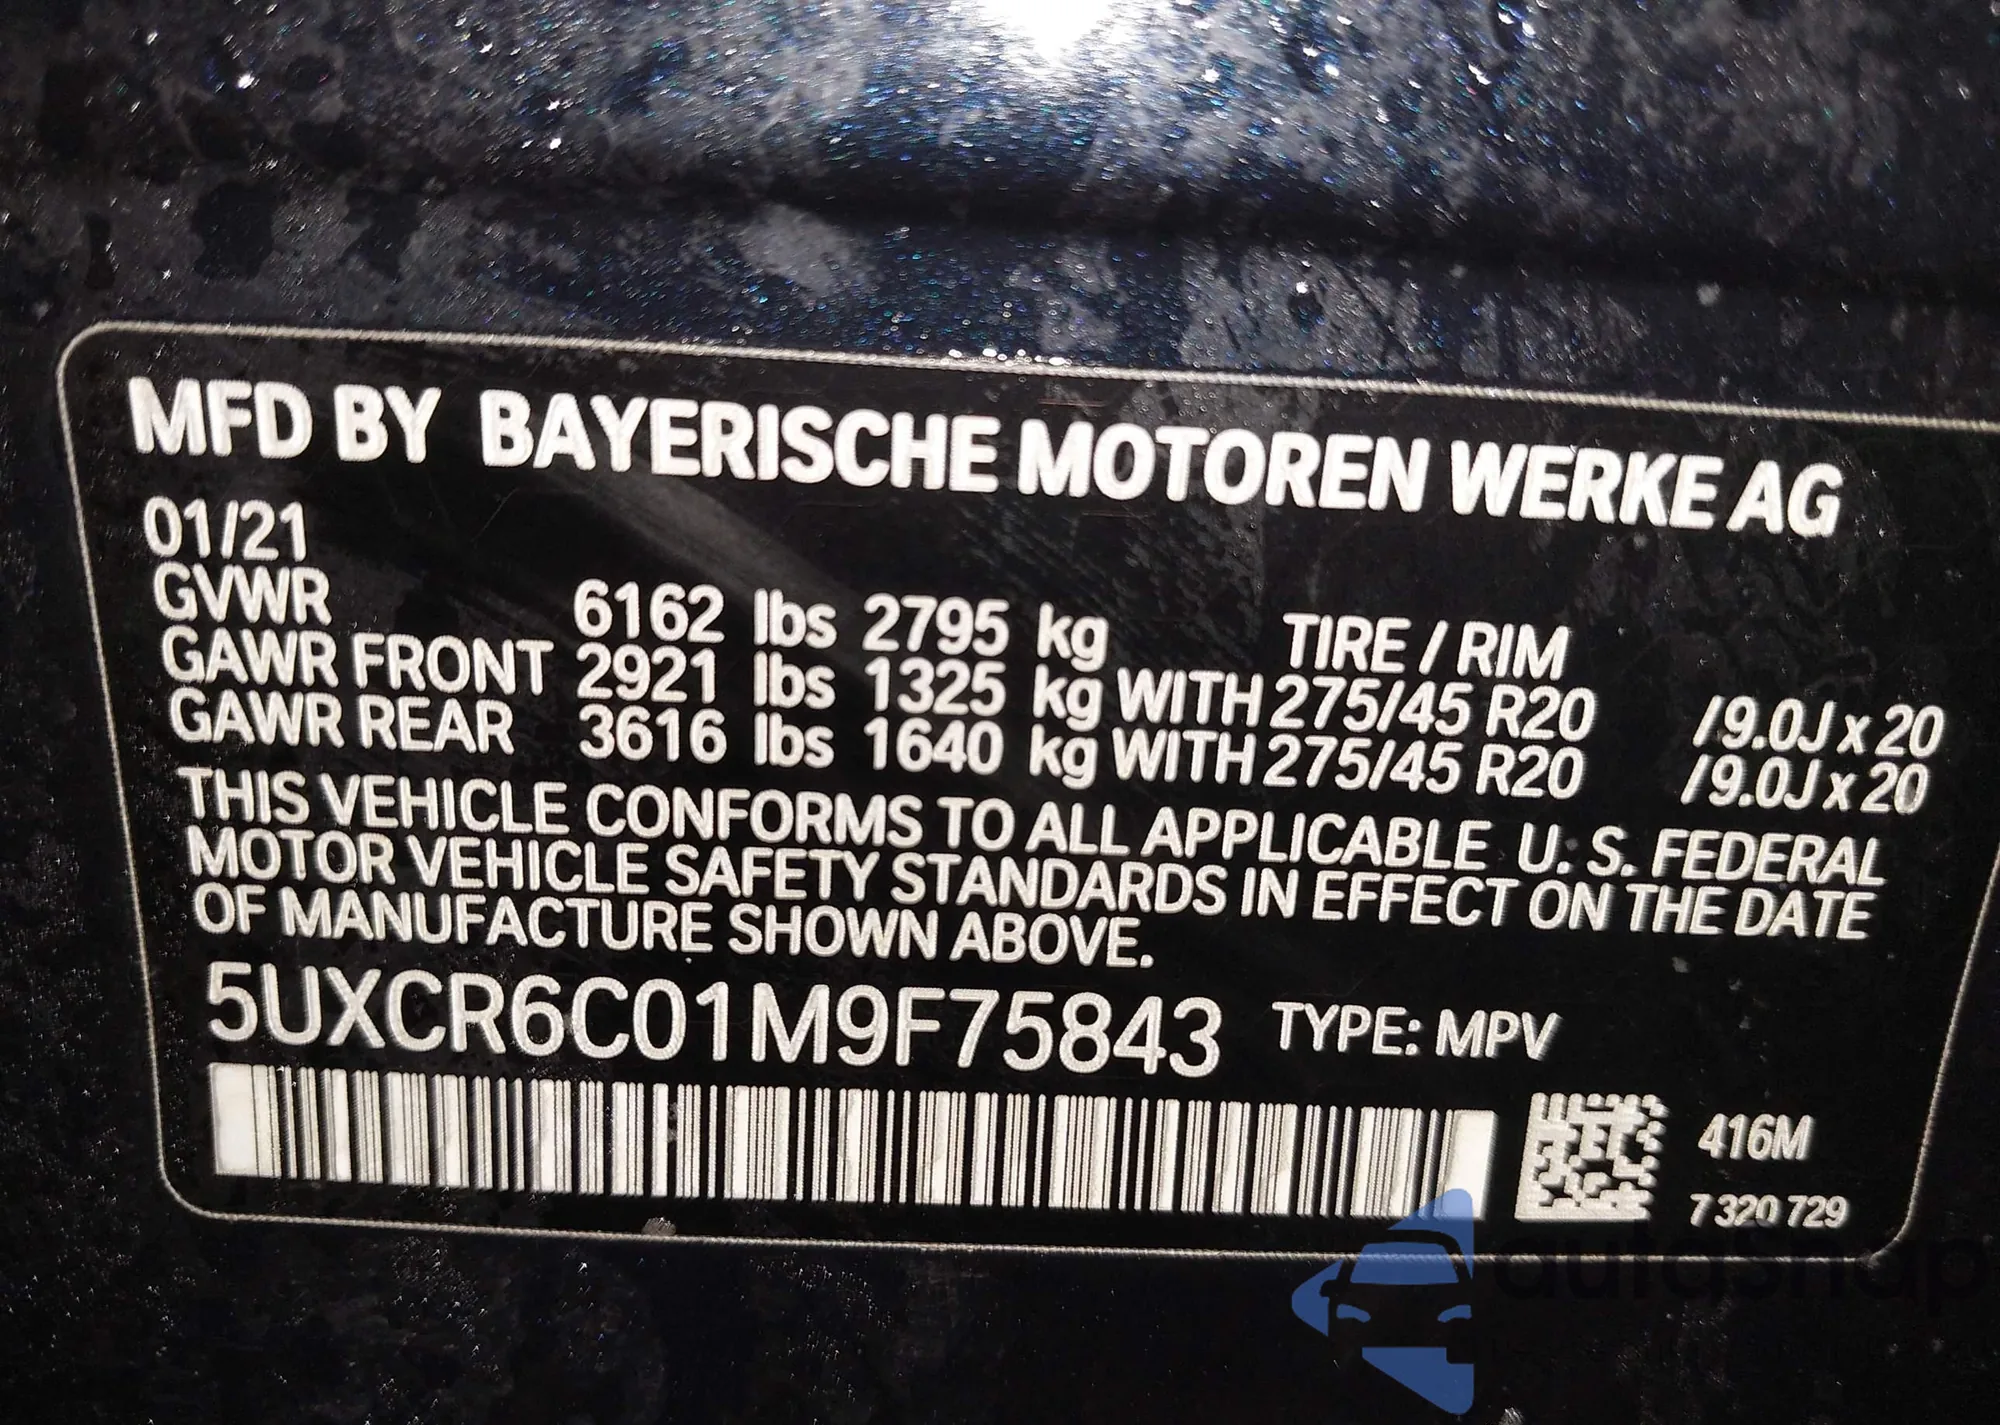 MFD BY BAYERISCHE MOTOREN WERKE AG
01/21
GVWR 6162 lbs 2795 kg TIRE / RIM
GAWR FRONT 2921 lbs 1325 kg WITH 275/45 R20 /9.0J x 20
GAWR REAR 3616 lbs 1640 kg WITH 275/45 R20 /9.0J x 20
THIS VEHICLE CONFORMS TO ALL APPLICABLE U. S. FEDERAL
MOTOR VEHICLE SAFETY STANDARDS IN EFFECT ON THE DATE
OF MANUFACTURE SHOWN ABOVE.
5UXCR6C01M9F75843 TYPE: MPV
416M
7 320 729